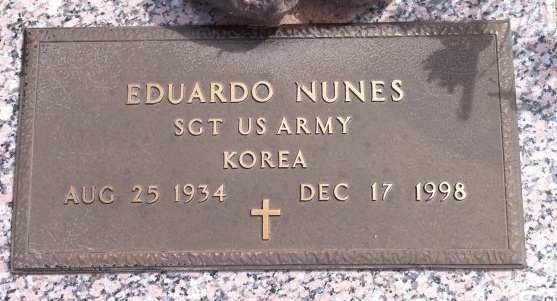 EDUARDO NUNES
SGT US ARMY
KOREA
AUG 25 1934 DEC 17 1998